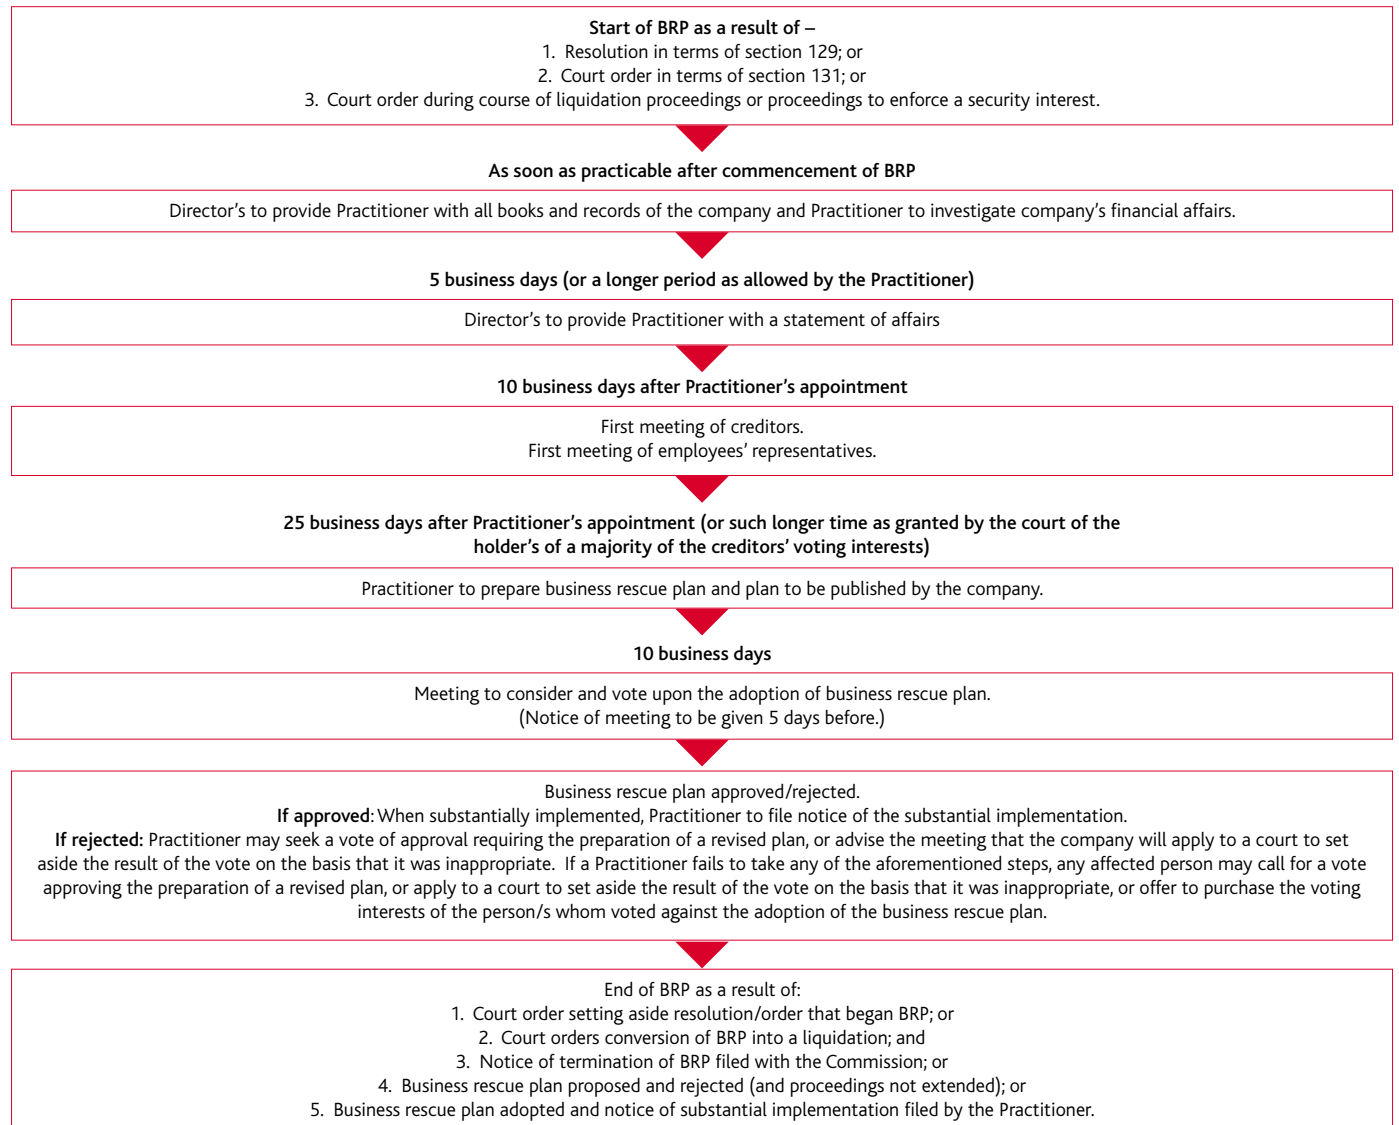 Start of BRP as a result of –
1. Resolution in terms of section 129; or
2. Court order in terms of section 131; or
3. Court order during course of liquidation proceedings or proceedings to enforce a security interest.
As soon as practicable after commencement of BRP
Director's to provide Practitioner with all books and records of the company and Practitioner to investigate company's financial affairs.
5 business days (or a longer period as allowed by the Practitioner)
Director's to provide Practitioner with a statement of affairs
10 business days after Practitioner's appointment
First meeting of creditors.
First meeting of employees' representatives.
25 business days after Practitioner's appointment (or such longer time as granted by the court of the
holder's of a majority of the creditors' voting interests)
Practitioner to prepare business rescue plan and plan to be published by the company.
10 business days
Meeting to consider and vote upon the adoption of business rescue plan.
(Notice of meeting to be given 5 days before.)
Business rescue plan approved/rejected.
If approved: When substantially implemented, Practitioner to file notice of the substantial implementation.
If rejected: Practitioner may seek a vote of approval requiring the preparation of a revised plan, or advise the meeting that the company will apply to a court to set
aside the result of the vote on the basis that it was inappropriate. If a Practitioner fails to take any of the aforementioned steps, any affected person may call for a vote
approving the preparation of a revised plan, or apply to a court to set aside the result of the vote on the basis that it was inappropriate, or offer to purchase the voting
interests of the person/s whom voted against the adoption of the business rescue plan.
End of BRP as a result of:
1. Court order setting aside resolution/order that began BRP; or
2. Court orders conversion of BRP into a liquidation; and
3. Notice of termination of BRP filed with the Commission; or
4. Business rescue plan proposed and rejected (and proceedings not extended); or
5. Business rescue plan adopted and notice of substantial implementation filed by the Practitioner.